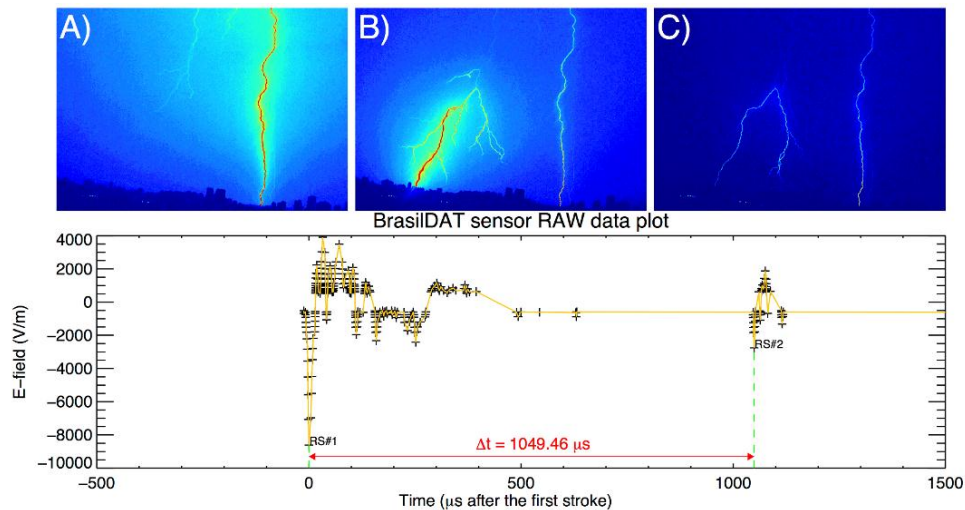 A)
B)
C)
BrasilDAT sensor RAW data plot
4000
2000
0
−2000
−4000
−6000
−8000
−10000
E−field (V/m)
RS#1
RS#2
Δt = 1049.46 μs
−500
0
500
1000
1500
Time (μs after the first stroke)